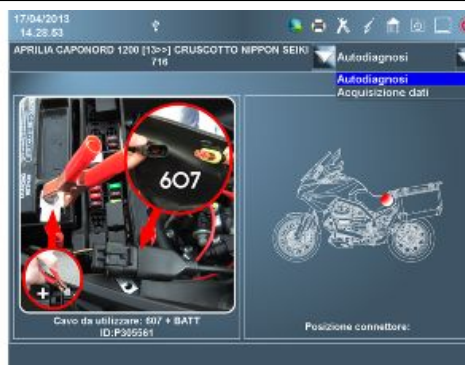 17/04/2013
14.28.53
APRILIA CAPONORD 1200 [13>>] CRUSCOTTO NIPPON SEIKI
716
Autodiagnosi
Autodiagnosi
Acquisizione dati
607
+ -
Cavo da utilizzare: 607 + BATT
ID:P305561
Posizione connettore: